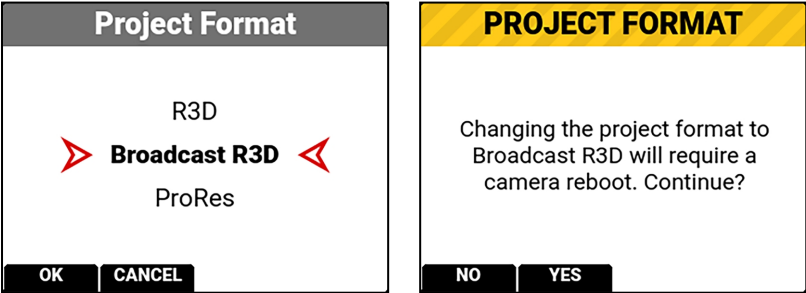 Project Format
R3D
Broadcast R3D
ProRes
OK CANCEL
PROJECT FORMAT
Changing the project format to
Broadcast R3D will require a
camera reboot. Continue?
NO YES